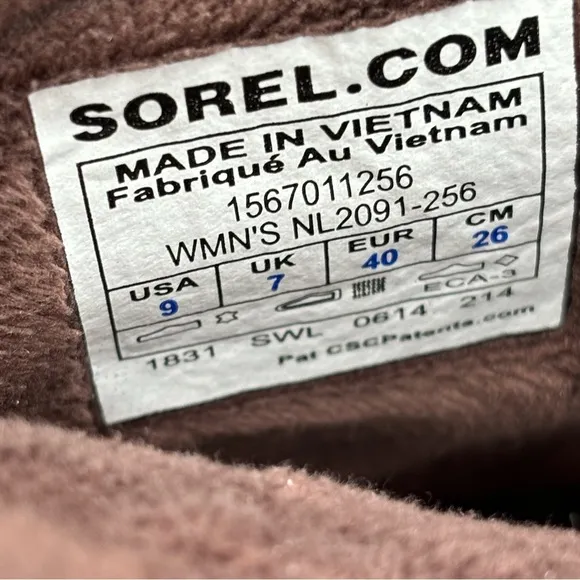 SOREL.COM
MADE IN VIETNAM
Fabriqué Au Vietnam
1567011256
WMN'S NL2091-256
USA UK EUR CM
9 7 40 26
ECA-3
1831 SWL 0614 214
Pat CSCPatents.com